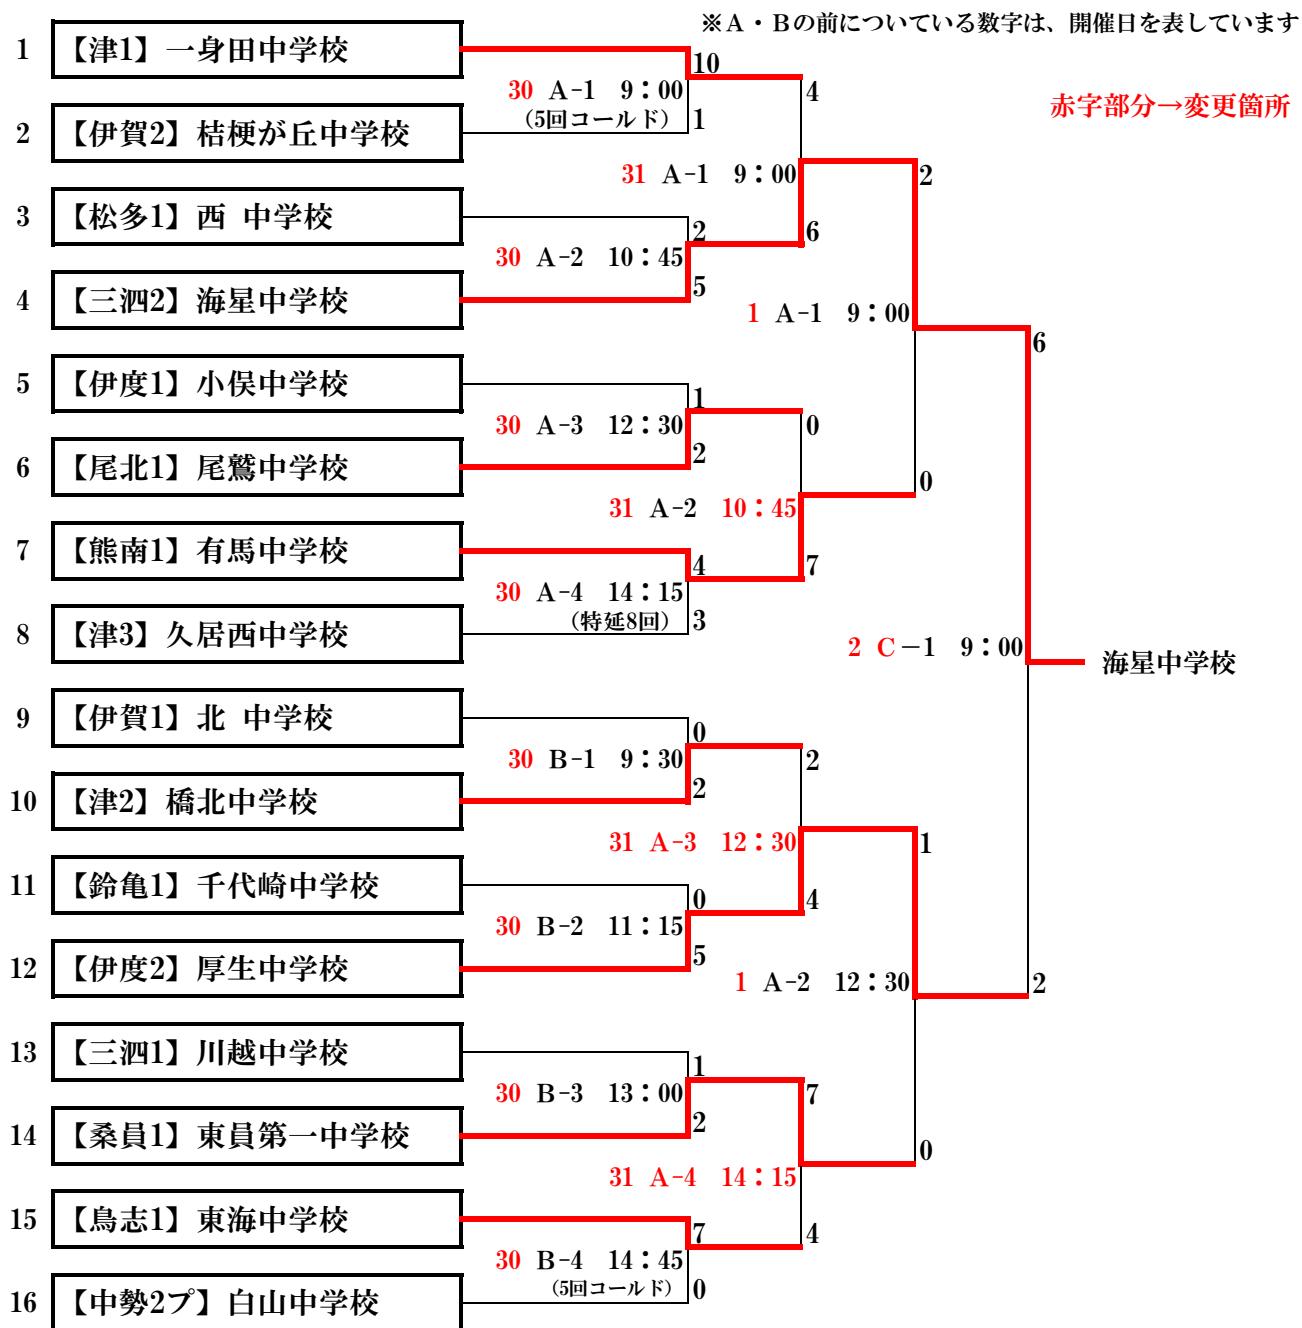 ※A・Bの前についている数字は、開催日を表しています
赤字部分→変更箇所
1 【津1】一身田中学校
10
30 A-1 9：00
（5回コールド）
1
4
2 【伊賀2】桔梗が丘中学校
31 A-1 9：00
2
3 【松多1】西 中学校
2
30 A-2 10：45
5
6
4 【三泗2】海星中学校
1 A-1 9：00
6
5 【伊度1】小俣中学校
1
30 A-3 12：30
2
0
6 【尾北1】尾鷲中学校
0
31 A-2 10：45
7 【熊南1】有馬中学校
4
30 A-4 14：15
（特延8回）
3
7
8 【津3】久居西中学校
2 C－1 9：00
海星中学校
9 【伊賀1】北 中学校
0
30 B-1 9：30
2
2
10 【津2】橋北中学校
31 A-3 12：30
1
11 【鈴亀1】千代崎中学校
0
30 B-2 11：15
5
4
12 【伊度2】厚生中学校
1 A-2 12：30
2
13 【三泗1】川越中学校
1
30 B-3 13：00
2
7
14 【桑員1】東員第一中学校
0
31 A-4 14：15
15 【鳥志1】東海中学校
7
30 B-4 14：45
（5回コールド）
0
4
16 【中勢2プ】白山中学校